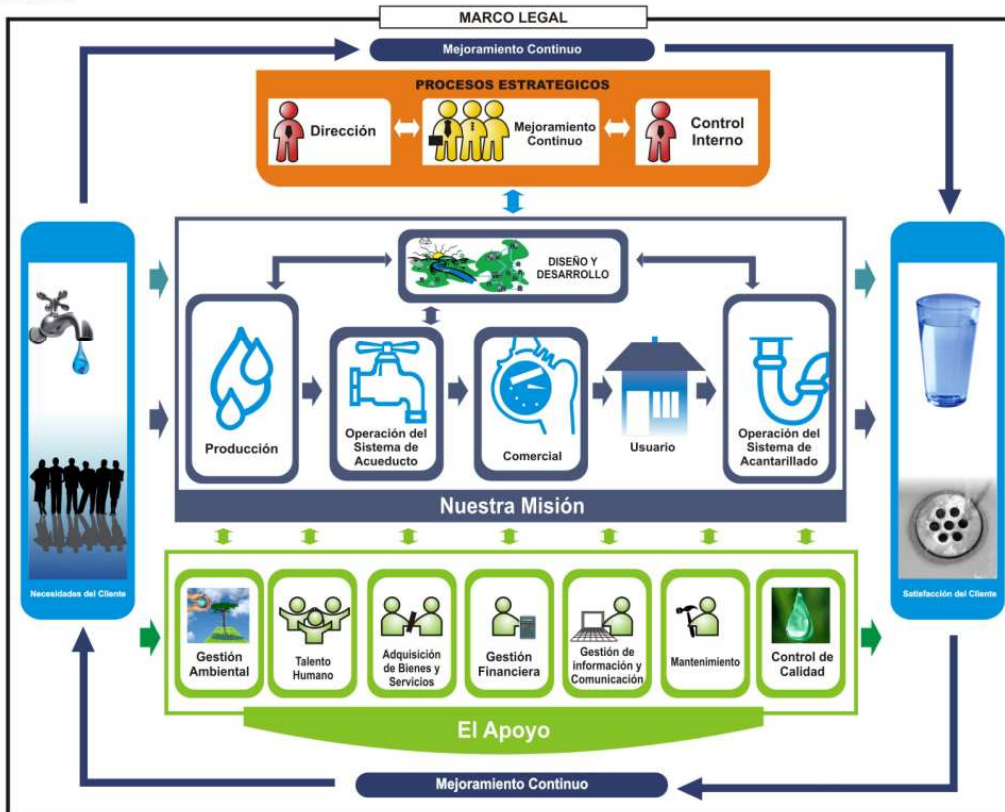 MARCO LEGAL
Mejoramiento Continuo
PROCESOS ESTRATEGICOS
Dirección
Mejoramiento
Continuo
Control
Interno
DISEÑO Y
DESARROLLO
Producción
Operación del
Sistema de
Acueducto
Comercial
Usuario
Operación del
Sistema de
Acantarillado
Nuestra Misión
Necesidades del Cliente
Satisfacción del Cliente
Gestión
Ambiental
Talento
Humano
Adquisición
de Bienes y
Servicios
Gestión
Financiera
Gestión de
información y
Comunicación
Mantenimiento
Control de
Calidad
El Apoyo
Mejoramiento Continuo